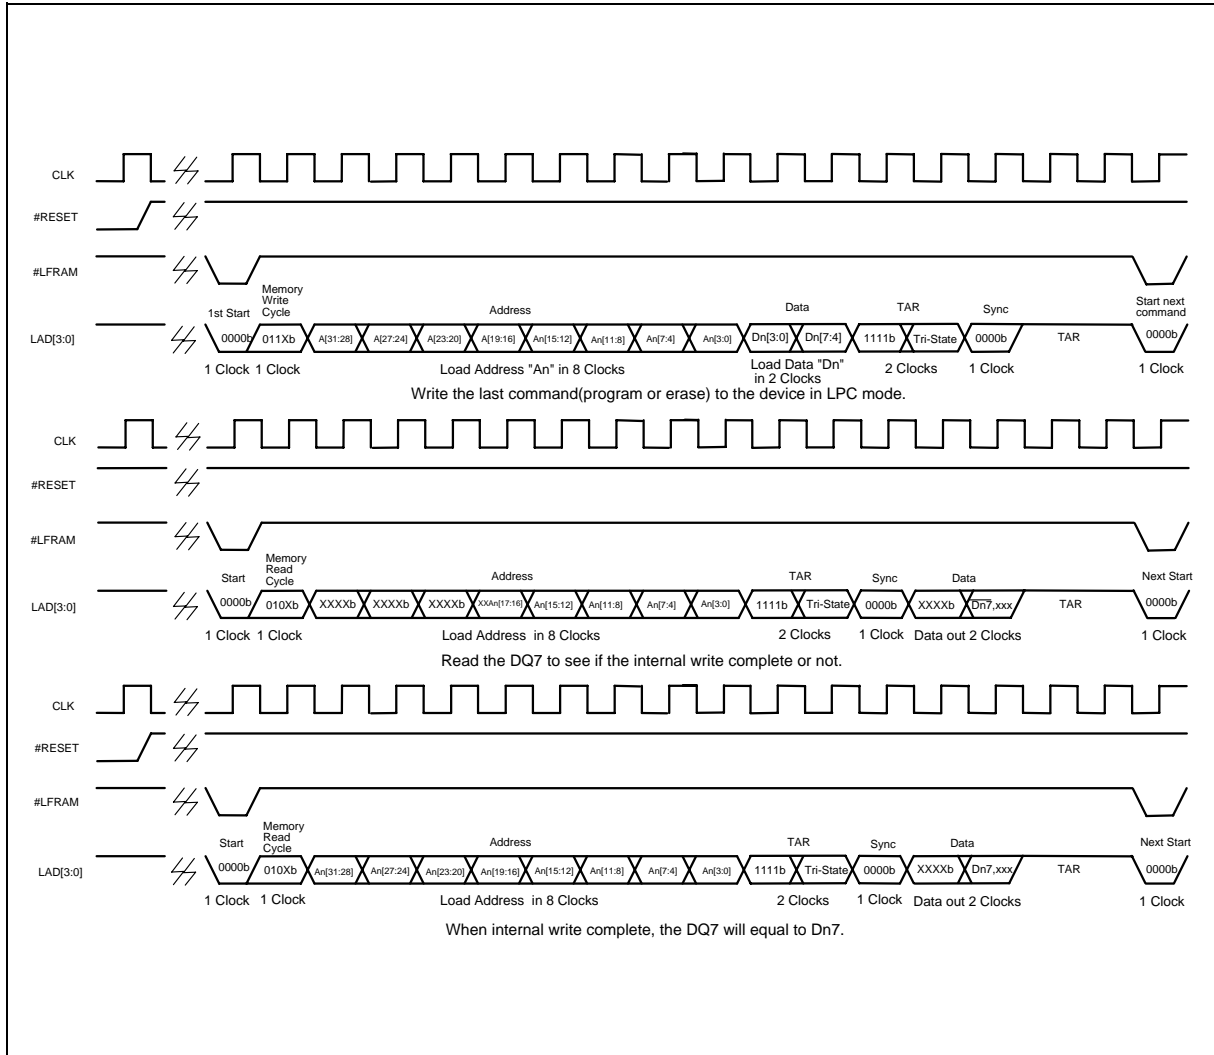 CLK
#RESET
#LFRAM
1st Start
Memory
Write
Cycle
Address
Data
TAR
Sync
Start next
command
LAD[3:0]
0000b 011Xb A[31:28] A[27:24] A[23:20] A[19:16] An[15:12] An[11:8] An[7:4] An[3:0] Dn[3:0] Dn[7:4] 1111b Tri-State 0000b TAR 0000b
1 Clock 1 Clock Load Address "An" in 8 Clocks Load Data "Dn"
in 2 Clocks
2 Clocks 1 Clock 1 Clock
Write the last command(program or erase) to the device in LPC mode.
CLK
#RESET
#LFRAM
Start
Memory
Read
Cycle
Address
TAR
Sync
Data
Next Start
LAD[3:0]
0000b 010Xb XXXXb XXXXb XXXXb XXAn[17:16] An[15:12] An[11:8] An[7:4] An[3:0] 1111b Tri-State 0000b XXXXb Dn7,xxx TAR 0000b
1 Clock 1 Clock Load Address in 8 Clocks 2 Clocks 1 Clock Data out 2 Clocks 1 Clock
Read the DQ7 to see if the internal write complete or not.
CLK
#RESET
#LFRAM
Start
Memory
Read
Cycle
Address
TAR
Sync
Data
Next Start
LAD[3:0]
0000b 010Xb An[31:28] An[27:24] An[23:20] An[19:16] An[15:12] An[11:8] An[7:4] An[3:0] 1111b Tri-State 0000b XXXXb Dn7,xxx TAR 0000b
1 Clock 1 Clock Load Address in 8 Clocks 2 Clocks 1 Clock Data out 2 Clocks 1 Clock
When internal write complete, the DQ7 will equal to Dn7.